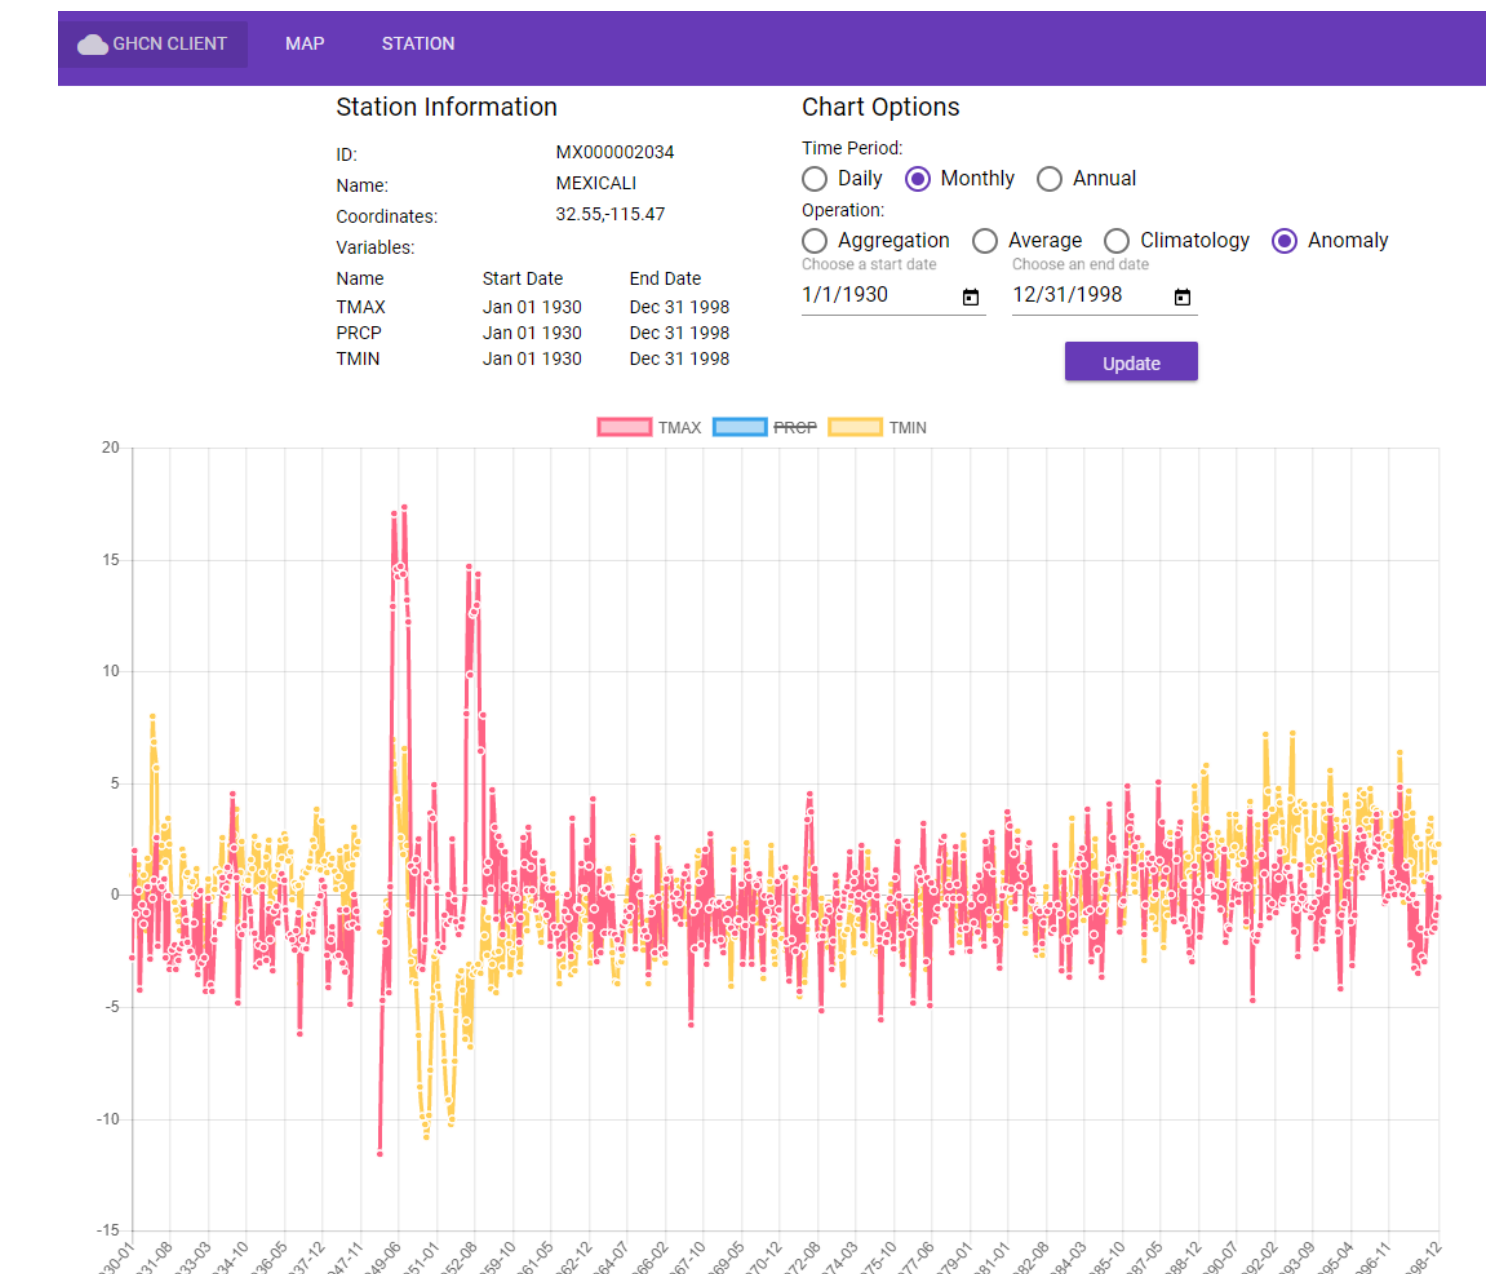 GHCN CLIENT MAP STATION
Station Information
ID: MX000002034
Name: MEXICALI
Coordinates: 32.55,-115.47
Variables:
Name Start Date End Date
TMAX Jan 01 1930 Dec 31 1998
PRCP Jan 01 1930 Dec 31 1998
TMIN Jan 01 1930 Dec 31 1998
Chart Options
Time Period:
Daily Monthly Annual
Operation:
Aggregation Average Climatology Anomaly
Choose a start date Choose an end date
1/1/1930 12/31/1998
Update
TMAX PRCP TMIN
20
15
10
5
0
-5
-10
-15